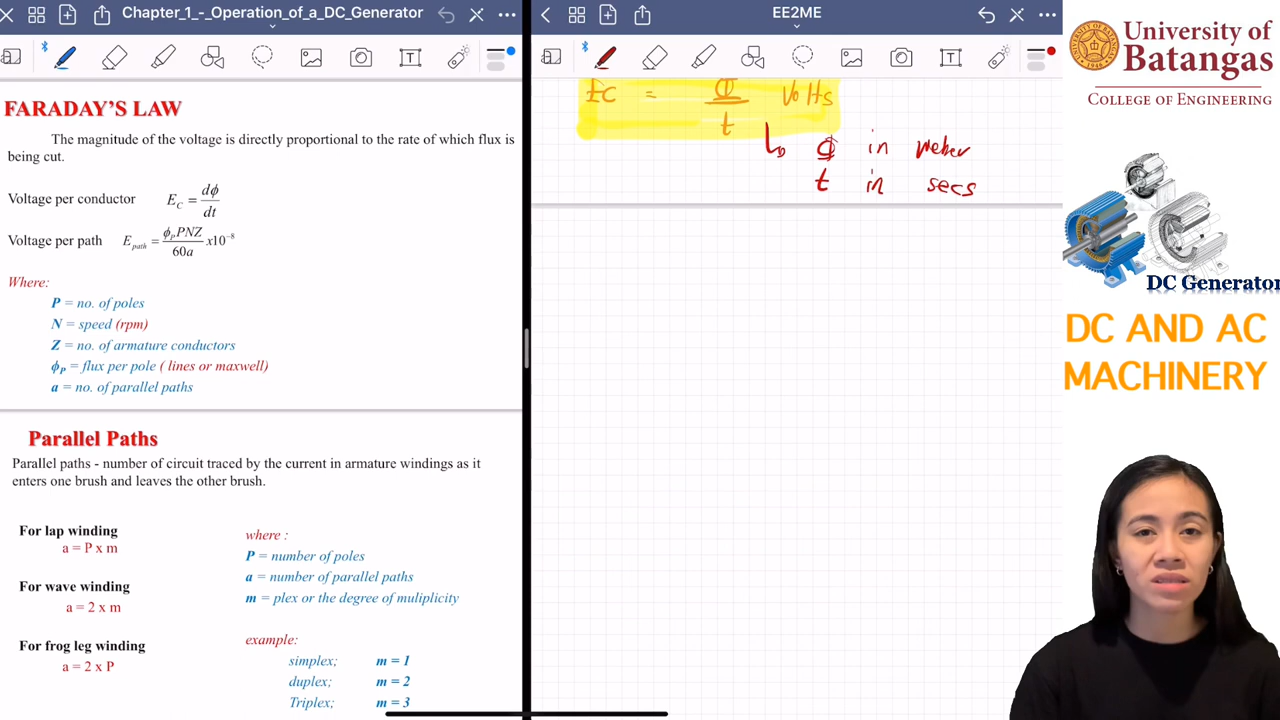 Chapter_1_-_Operation_of_a_DC_Generator
FARADAY'S LAW
The magnitude of the voltage is directly proportional to the rate of which flux is
being cut.
Voltage per conductor E_C = dϕ/dt
Voltage per path E_path = ϕ_P PNZ/60a x10⁻⁸
Where:
P = no. of poles
N = speed (rpm)
Z = no. of armature conductors
ϕ_P = flux per pole ( lines or maxwell)
a = no. of parallel paths
Parallel Paths
Parallel paths - number of circuit traced by the current in armature windings as it
enters one brush and leaves the other brush.
For lap winding
a = P x m
For wave winding
a = 2 x m
For frog leg winding
a = 2 x P
where :
P = number of poles
a = number of parallel paths
m = plex or the degree of muliplicity
example:
simplex; m = 1
duplex; m = 2
Triplex; m = 3
EE2ME
Ec = Φ/t Volts
Φ in Weber
t in secs
University of
Batangas
COLLEGE OF ENGINEERING
DC Generator
DC AND AC
MACHINERY